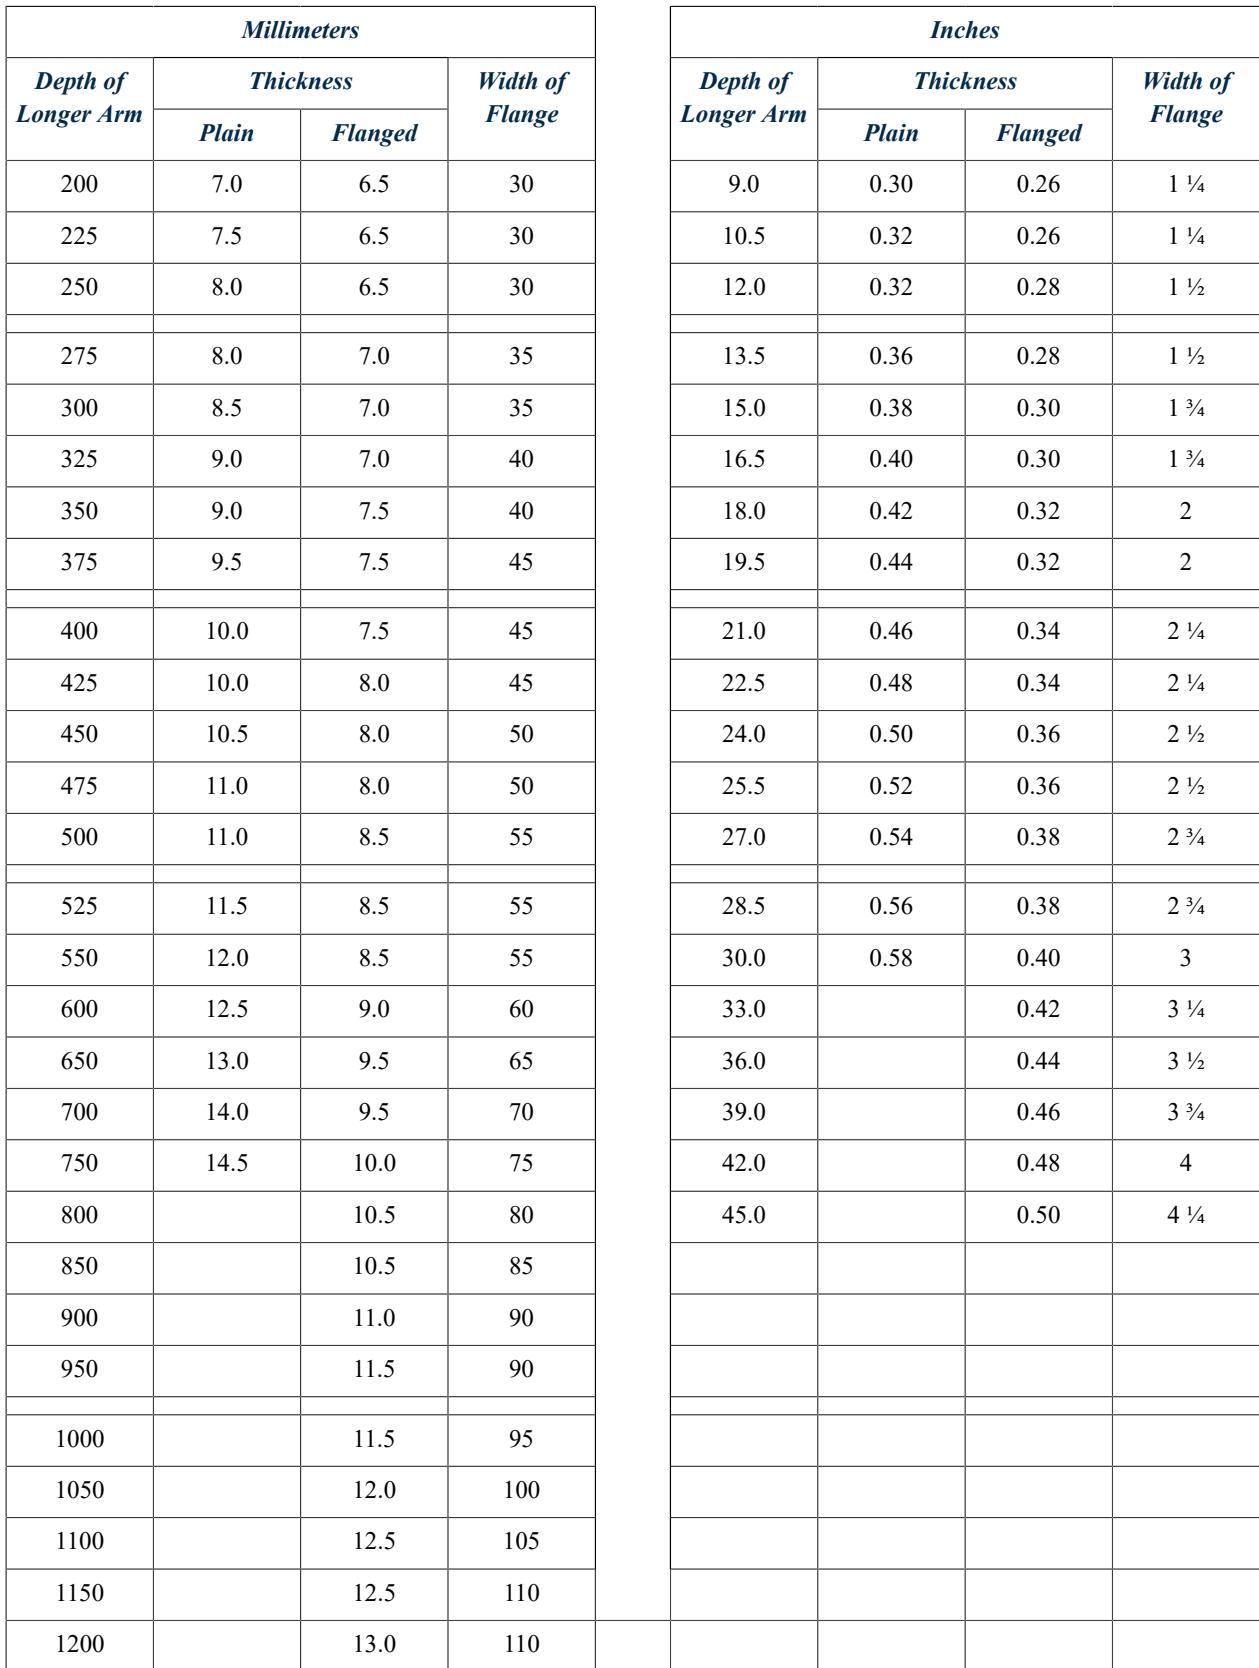 Millimeters Inches
Depth of Longer Arm Thickness Width of Flange Depth of Longer Arm Thickness Width of Flange
Plain Flanged Plain Flanged
200 7.0 6.5 30 9.0 0.30 0.26 1 ¼
225 7.5 6.5 30 10.5 0.32 0.26 1 ¼
250 8.0 6.5 30 12.0 0.32 0.28 1 ½
275 8.0 7.0 35 13.5 0.36 0.28 1 ½
300 8.5 7.0 35 15.0 0.38 0.30 1 ¾
325 9.0 7.0 40 16.5 0.40 0.30 1 ¾
350 9.0 7.5 40 18.0 0.42 0.32 2
375 9.5 7.5 45 19.5 0.44 0.32 2
400 10.0 7.5 45 21.0 0.46 0.34 2 ¼
425 10.0 8.0 45 22.5 0.48 0.34 2 ¼
450 10.5 8.0 50 24.0 0.50 0.36 2 ½
475 11.0 8.0 50 25.5 0.52 0.36 2 ½
500 11.0 8.5 55 27.0 0.54 0.38 2 ¾
525 11.5 8.5 55 28.5 0.56 0.38 2 ¾
550 12.0 8.5 55 30.0 0.58 0.40 3
600 12.5 9.0 60 33.0 0.42 3 ¼
650 13.0 9.5 65 36.0 0.44 3 ½
700 14.0 9.5 70 39.0 0.46 3 ¾
750 14.5 10.0 75 42.0 0.48 4
800 10.5 80 45.0 0.50 4 ¼
850 10.5 85
900 11.0 90
950 11.5 90
1000 11.5 95
1050 12.0 100
1100 12.5 105
1150 12.5 110
1200 13.0 110